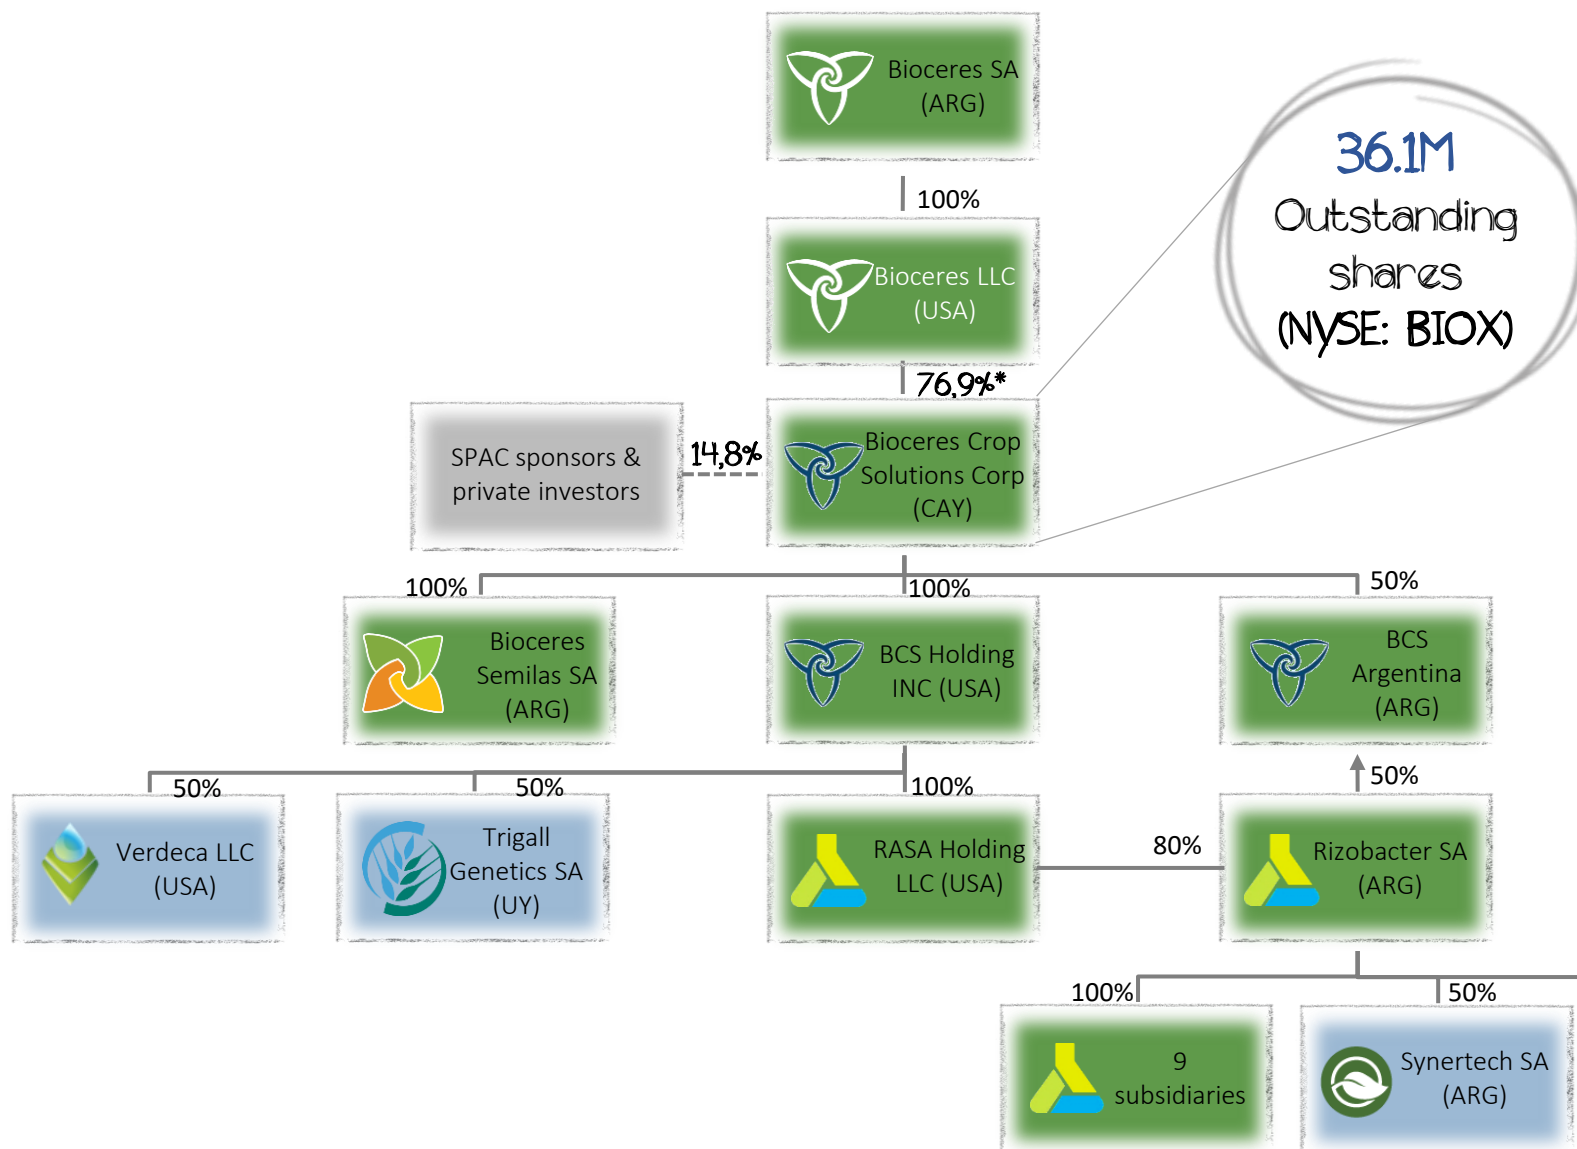 Bioceres SA
(ARG)
100%
Bioceres LLC
(USA)
36.1M
Outstanding
shares
(NYSE: BIOX)
76,9%*
SPAC sponsors &
private investors
14,8%
Bioceres Crop
Solutions Corp
(CAY)
100%
100%
50%
Bioceres
Semilas SA
(ARG)
BCS Holding
INC (USA)
BCS
Argentina
(ARG)
50%
50%
100%
50%
Verdeca LLC
(USA)
Trigall
Genetics SA
(UY)
RASA Holding
LLC (USA)
80%
Rizobacter SA
(ARG)
100%
50%
9
subsidiaries
Synertech SA
(ARG)